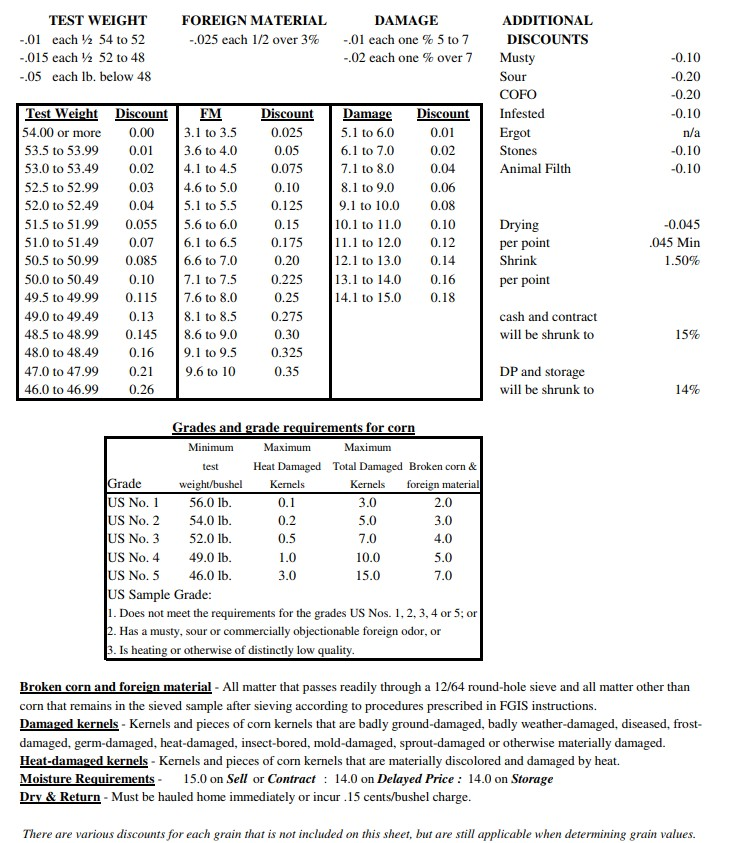 TEST WEIGHT FOREIGN MATERIAL DAMAGE ADDITIONAL
-.01 each ½ 54 to 52 -.025 each 1/2 over 3% -.01 each one % 5 to 7 DISCOUNTS
-.015 each ½ 52 to 48 -.02 each one % over 7 Musty -0.10
-.05 each lb. below 48 Sour -0.20
COFO -0.20
Test Weight Discount FM Discount Damage Discount Infested -0.10
54.00 or more 0.00 3.1 to 3.5 0.025 5.1 to 6.0 0.01 Ergot n/a
53.5 to 53.99 0.01 3.6 to 4.0 0.05 6.1 to 7.0 0.02 Stones -0.10
53.0 to 53.49 0.02 4.1 to 4.5 0.075 7.1 to 8.0 0.04 Animal Filth -0.10
52.5 to 52.99 0.03 4.6 to 5.0 0.10 8.1 to 9.0 0.06
52.0 to 52.49 0.04 5.1 to 5.5 0.125 9.1 to 10.0 0.08
51.5 to 51.99 0.055 5.6 to 6.0 0.15 10.1 to 11.0 0.10 Drying -0.045
51.0 to 51.49 0.07 6.1 to 6.5 0.175 11.1 to 12.0 0.12 per point .045 Min
50.5 to 50.99 0.085 6.6 to 7.0 0.20 12.1 to 13.0 0.14 Shrink 1.50%
50.0 to 50.49 0.10 7.1 to 7.5 0.225 13.1 to 14.0 0.16 per point
49.5 to 49.99 0.115 7.6 to 8.0 0.25 14.1 to 15.0 0.18
49.0 to 49.49 0.13 8.1 to 8.5 0.275 cash and contract
48.5 to 48.99 0.145 8.6 to 9.0 0.30 will be shrunk to 15%
48.0 to 48.49 0.16 9.1 to 9.5 0.325
47.0 to 47.99 0.21 9.6 to 10 0.35 DP and storage
46.0 to 46.99 0.26 will be shrunk to 14%
Grades and grade requirements for corn
Minimum Maximum Maximum
test Heat Damaged Total Damaged Broken corn &
Grade weight/bushel Kernels Kernels foreign material
US No. 1 56.0 lb. 0.1 3.0 2.0
US No. 2 54.0 lb. 0.2 5.0 3.0
US No. 3 52.0 lb. 0.5 7.0 4.0
US No. 4 49.0 lb. 1.0 10.0 5.0
US No. 5 46.0 lb. 3.0 15.0 7.0
US Sample Grade:
1. Does not meet the requirements for the grades US Nos. 1, 2, 3, 4 or 5; or
2. Has a musty, sour or commercially objectionable foreign odor, or
3. Is heating or otherwise of distinctly low quality.
Broken corn and foreign material - All matter that passes readily through a 12/64 round-hole sieve and all matter other than
corn that remains in the sieved sample after sieving according to procedures prescribed in FGIS instructions.
Damaged kernels - Kernels and pieces of corn kernels that are badly ground-damaged, badly weather-damaged, diseased, frost-
damaged, germ-damaged, heat-damaged, insect-bored, mold-damaged, sprout-damaged or otherwise materially damaged.
Heat-damaged kernels - Kernels and pieces of corn kernels that are materially discolored and damaged by heat.
Moisture Requirements - 15.0 on Sell or Contract : 14.0 on Delayed Price : 14.0 on Storage
Dry & Return - Must be hauled home immediately or incur .15 cents/bushel charge.
There are various discounts for each grain that is not included on this sheet, but are still applicable when determining grain values.